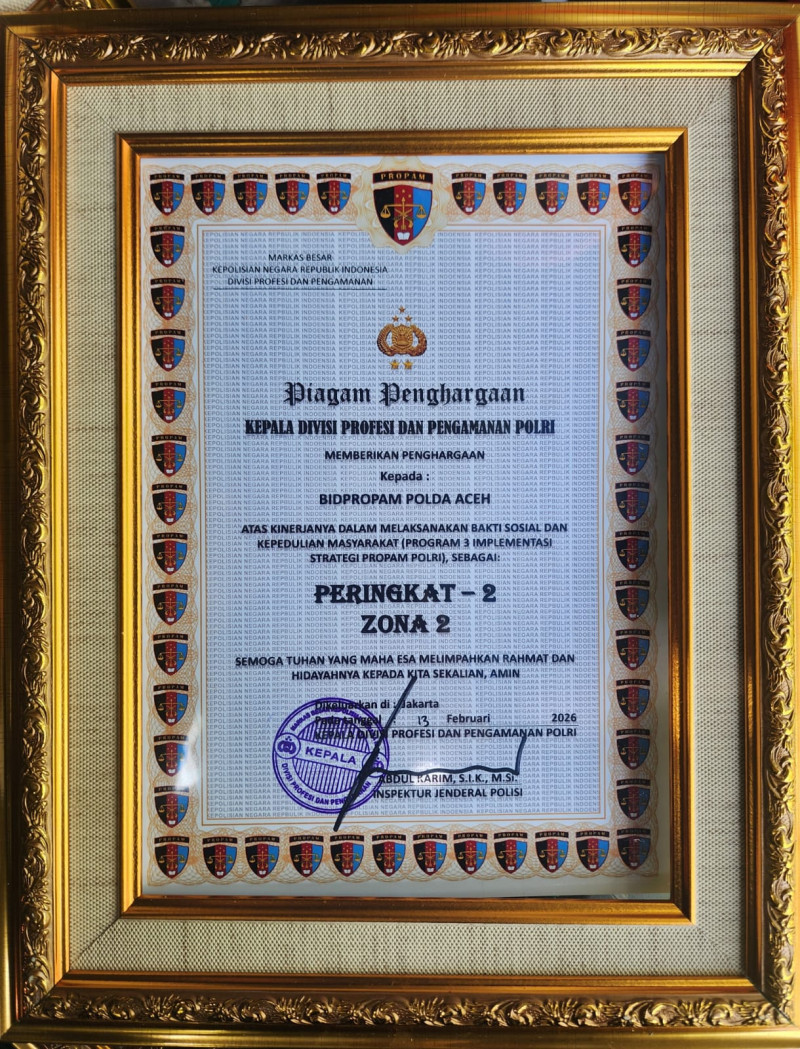 PROPAM
MARKAS BESAR
KEPOLISIAN NEGARA REPUBLIK INDONESIA
DIVISI PROFESI DAN PENGAMANAN
Piagam Penghargaan
KEPALA DIVISI PROFESI DAN PENGAMANAN POLRI
MEMBERIKAN PENGHARGAAN
Kepada :
BIDPROPAM POLDA ACEH
ATAS KINERJANYA DALAM MELAKSANAKAN BAKTI SOSIAL DAN
KEPEDULIAN MASYARAKAT (PROGRAM 3 IMPLEMENTASI
STRATEGI PROPAM POLRI), SEBAGAI:
PERINGKAT – 2
ZONA 2
SEMOGA TUHAN YANG MAHA ESA MELIMPAHKAN RAHMAT DAN
HIDAYAHNYA KEPADA KITA SEKALIAN, AMIN
Dikeluarkan di : Jakarta
Pada tanggal : 13 Februari 2026
KEPALA DIVISI PROFESI DAN PENGAMANAN POLRI
KEPALA
DIVISI PROFESI DAN PENGAMANAN
ABDUL KARIM, S.I.K., M.Si.
INSPEKTUR JENDERAL POLISI